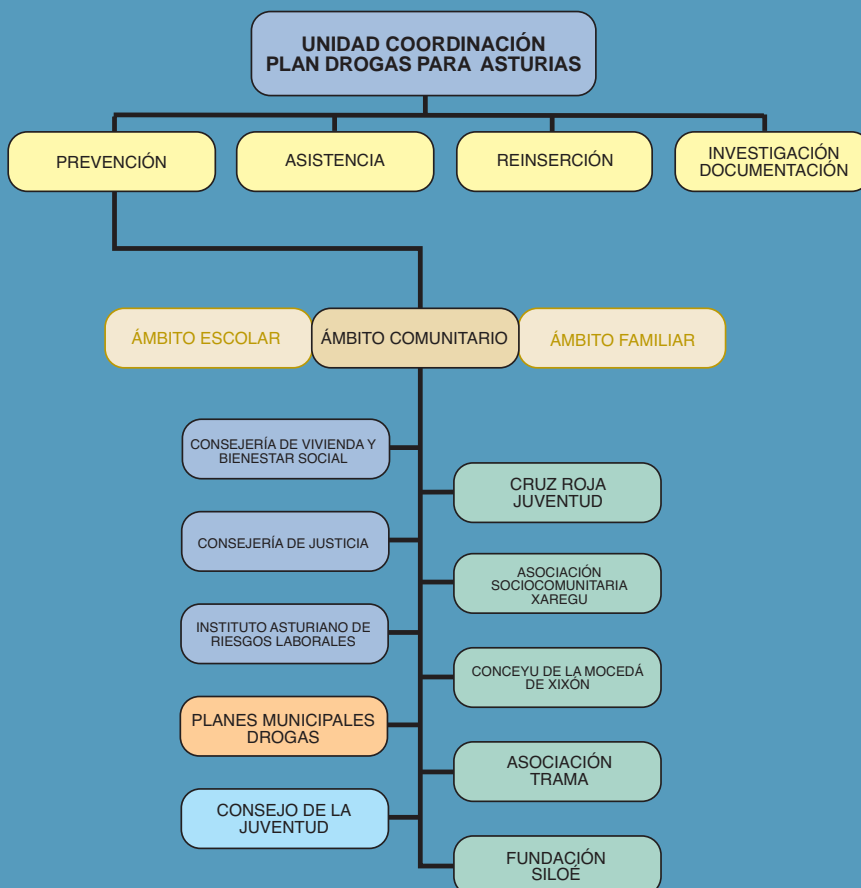 UNIDAD COORDINACIÓN
PLAN DROGAS PARA ASTURIAS
PREVENCIÓN
ASISTENCIA
REINSERCIÓN
INVESTIGACIÓN
DOCUMENTACIÓN
ÁMBITO ESCOLAR
ÁMBITO COMUNITARIO
ÁMBITO FAMILIAR
CONSEJERÍA DE VIVIENDA Y
BIENESTAR SOCIAL
CRUZ ROJA
JUVENTUD
CONSEJERÍA DE JUSTICIA
ASOCIACIÓN
SOCIOCOMUNITARIA
XAREGU
INSTITUTO ASTURIANO DE
RIESGOS LABORALES
CONCEYU DE LA MOCEDÁ
DE XIXÓN
PLANES MUNICIPALES
DROGAS
ASOCIACIÓN
TRAMA
CONSEJO DE LA
JUVENTUD
FUNDACIÓN
SILOÉ